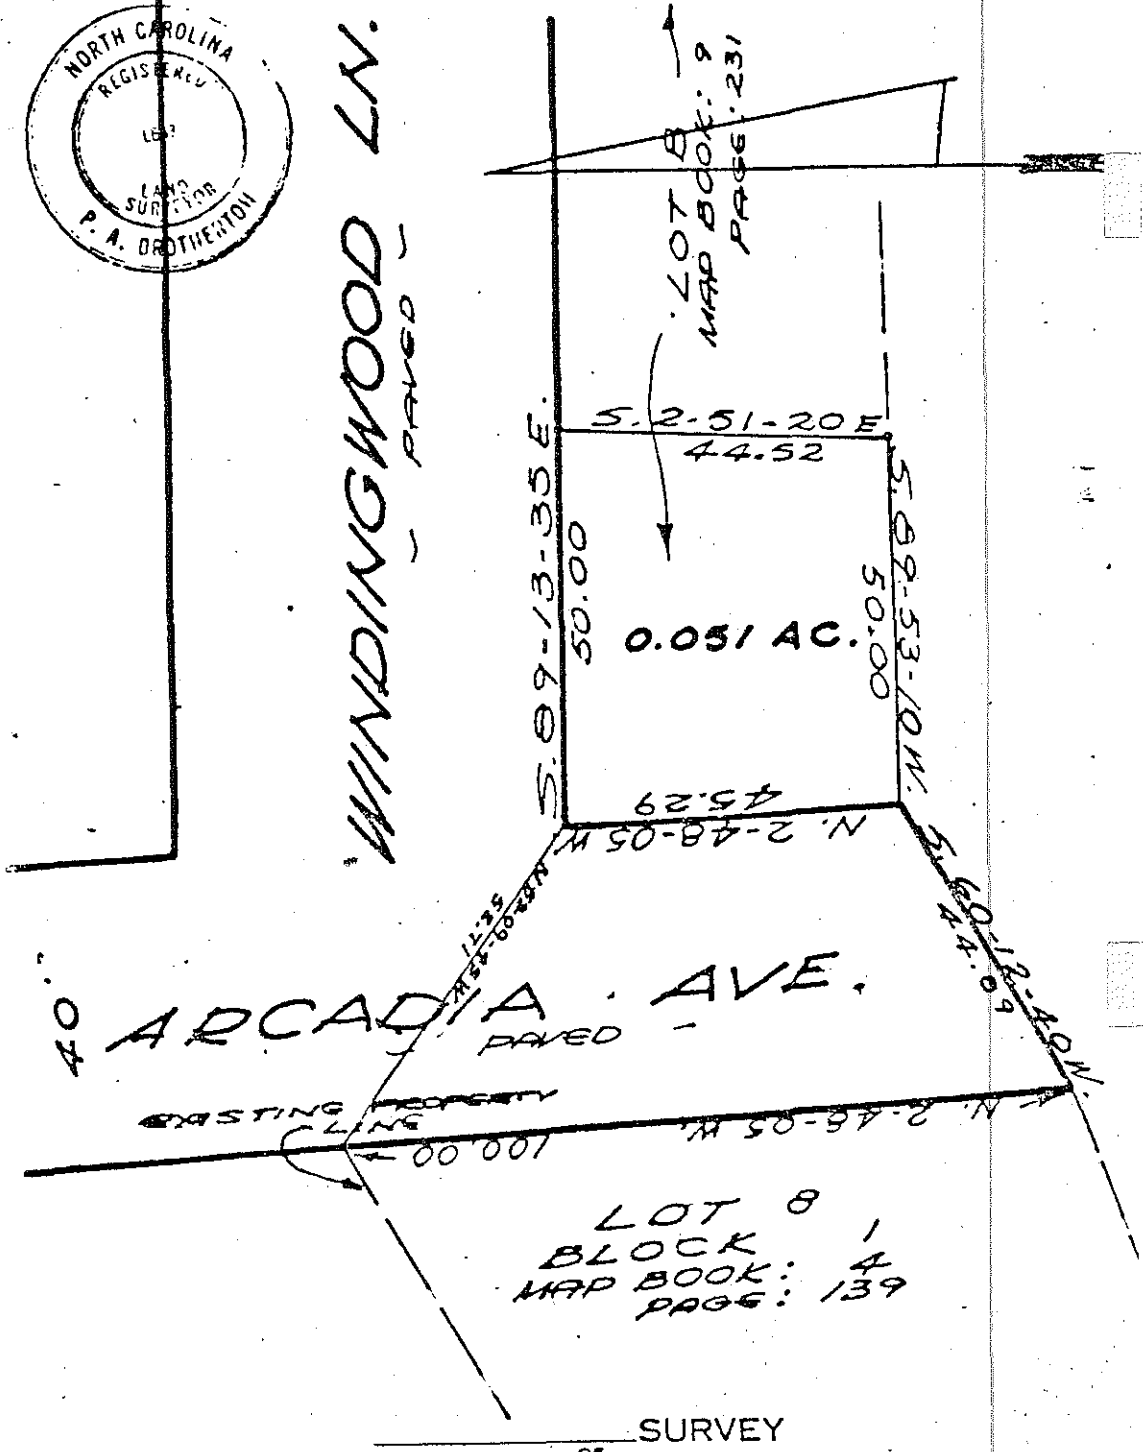 NORTH CAROLINA
REGISTERED
LAND
SURVEYOR
P. A. BROTHERTON
WINDINGWOOD LN.
PAVED
LOT B
MAP BOOK: 9
PAGE: 231
S. 2-51-20 E
44.52
S. 89-13-35 E.
50.00
0.051 AC.
S. 89-53-10 W.
50.00
45.29
N. 2-48-05 W
55.71
S. 60-12-40 W.
44.09
40'
ARCADIA AVE.
PAVED
EXISTING PROPERTY
LINE
100.00
N. 2-48-05 W.
LOT 8
BLOCK 1
MAP BOOK: 4
PAGE: 139
SURVEY
OF